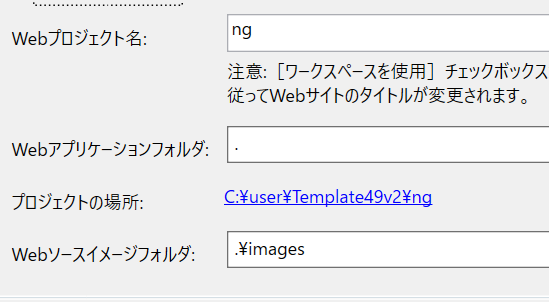 Webプロジェクト名:
ng
注意:［ワークスペースを使用］チェックボックス
従ってWebサイトのタイトルが変更されます。
Webアプリケーションフォルダ:
.
プロジェクトの場所:
C:¥user¥Template49v2¥ng
Webソースイメージフォルダ:
.¥images